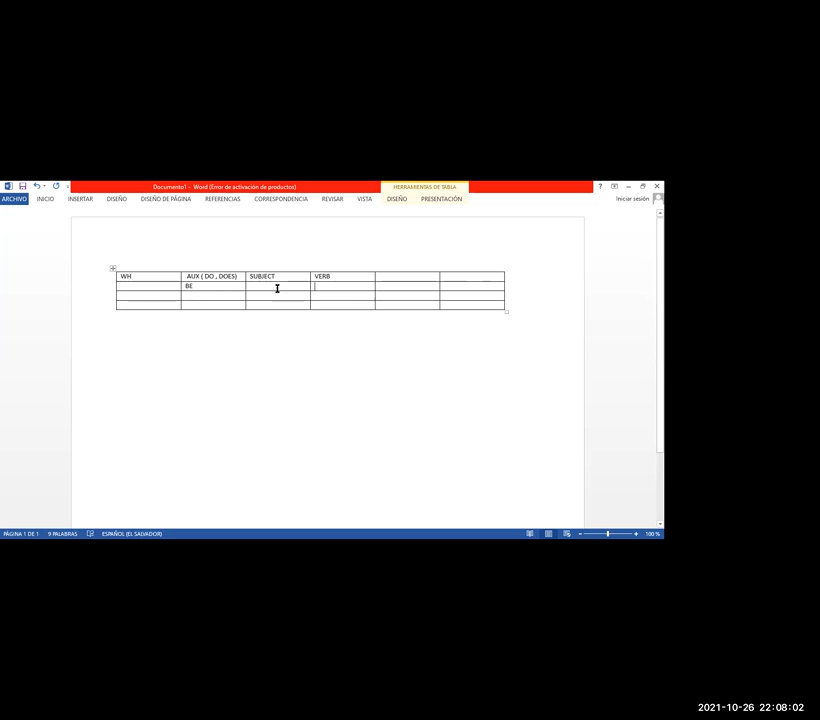 Documento1 - Word (Error de activación de productos)
HERRAMIENTAS DE TABLA
?
ARCHIVO INICIO INSERTAR DISEÑO DISEÑO DE PÁGINA REFERENCIAS CORRESPONDENCIA REVISAR VISTA DISEÑO PRESENTACIÓN Iniciar sesión
WH AUX ( DO , DOES) SUBJECT VERB
BE
PÁGINA 1 DE 1 9 PALABRAS ESPAÑOL (EL SALVADOR) 100 %
2021-10-26 22:08:02